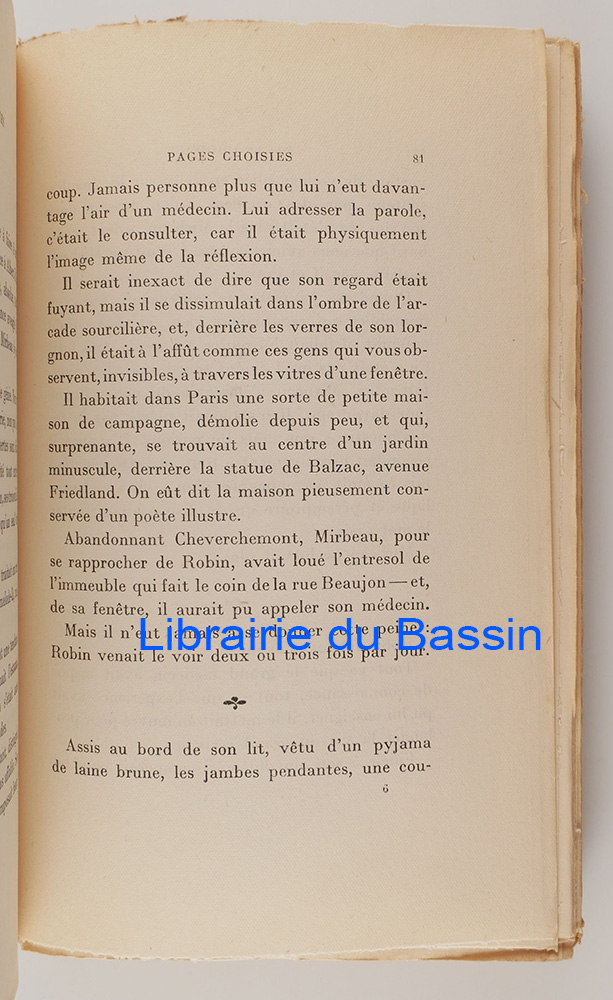 PAGES CHOISIES 81
coup. Jamais personne plus que lui n'eut davan-
tage l'air d'un médecin. Lui adresser la parole,
c'était le consulter, car il était physiquement
l'image même de la réflexion.
Il serait inexact de dire que son regard était
fuyant, mais il se dissimulait dans l'ombre de l'ar-
cade sourcilière, et, derrière les verres de son lor-
gnon, il était à l'affût comme ces gens qui vous ob-
servent, invisibles, à travers les vitres d'une fenêtre.
Il habitait dans Paris une sorte de petite mai-
son de campagne, démolie depuis peu, et qui,
surprenante, se trouvait au centre d'un jardin
minuscule, derrière la statue de Balzac, avenue
Friedland. On eût dit la maison pieusement con-
servée d'un poète illustre.
Abandonnant Cheverchemont, Mirbeau, pour
se rapprocher de Robin, avait loué l'entresol de
l'immeuble qui fait le coin de la rue Beaujon — et,
de sa fenêtre, il aurait pu appeler son médecin.
Mais il n'eut jamais à se donner cette peine :
Librairie du Bassin
Robin venait le voir deux ou trois fois par jour.
Assis au bord de son lit, vêtu d'un pyjama
de laine brune, les jambes pendantes, une cou-
6